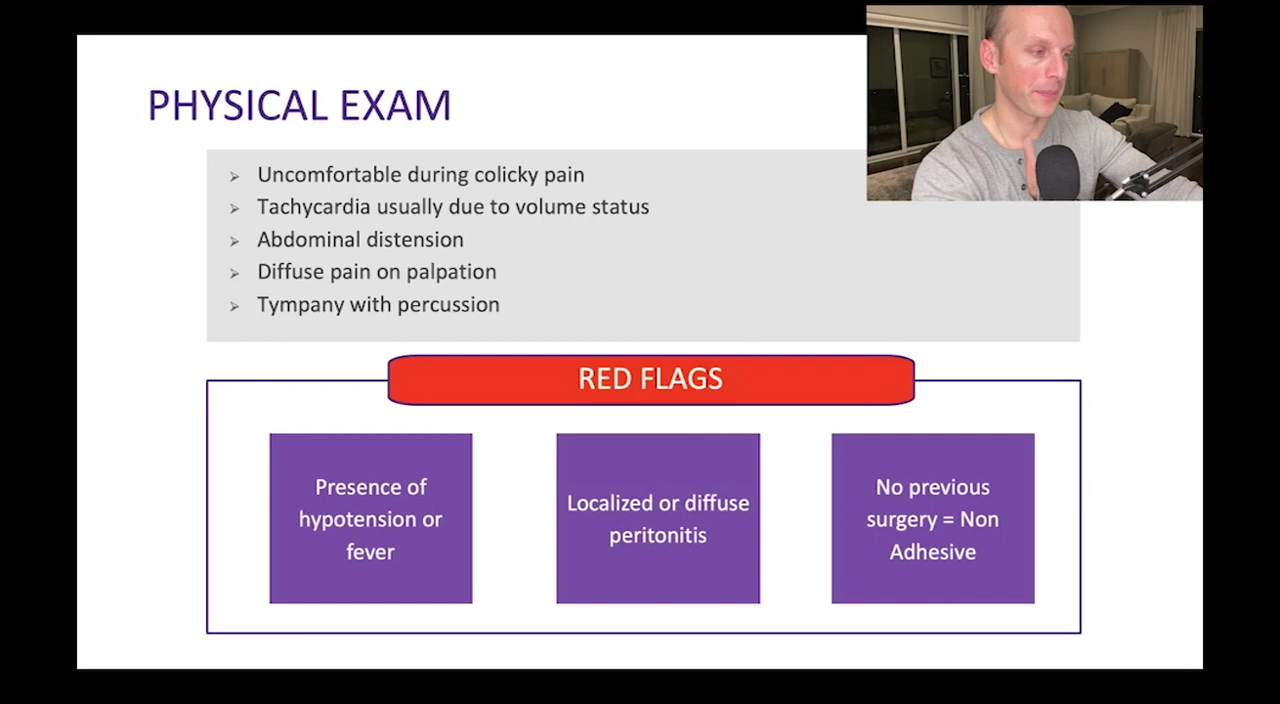 PHYSICAL EXAM
Uncomfortable during colicky pain
Tachycardia usually due to volume status
Abdominal distension
Diffuse pain on palpation
Tympany with percussion
RED FLAGS
Presence of
hypotension or
fever
Localized or diffuse
peritonitis
No previous
surgery = Non
Adhesive